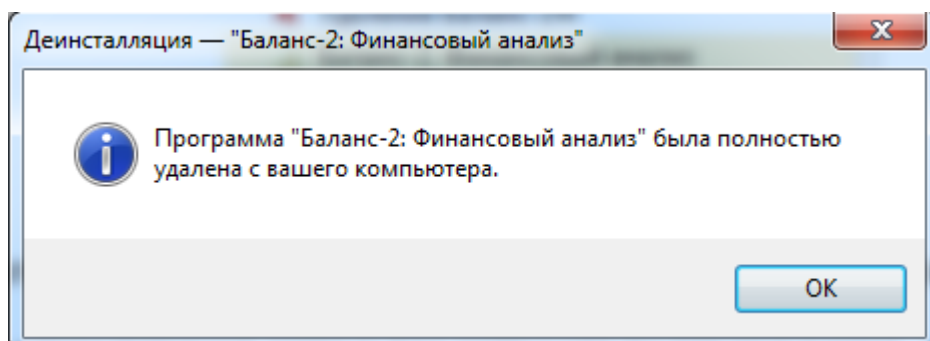 Деинсталляция — "Баланс-2: Финансовый анализ"
Программа "Баланс-2: Финансовый анализ" была полностью
удалена с вашего компьютера.
OK